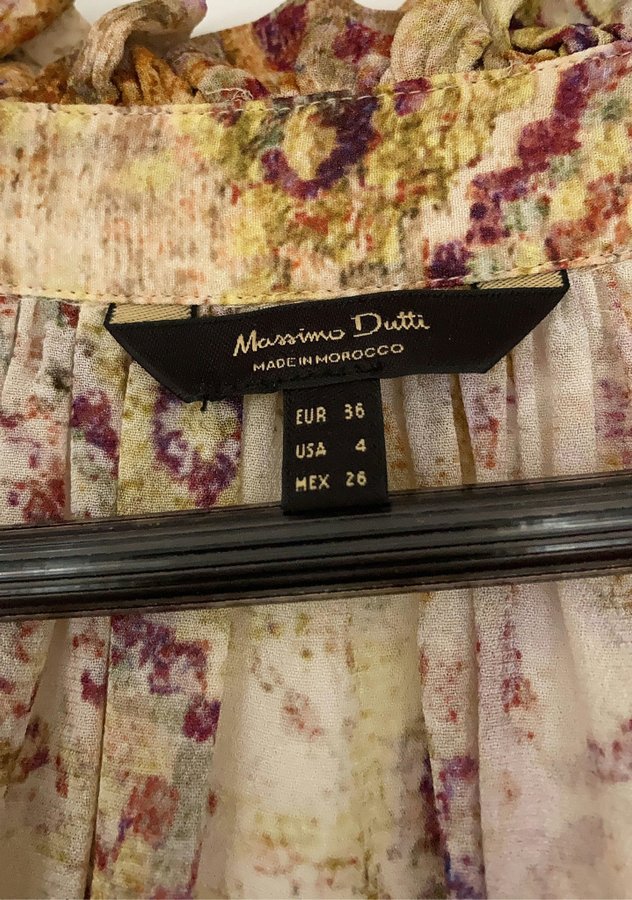 Massimo Dutti
MADE IN MOROCCO
EUR 36
USA 4
MEX 26